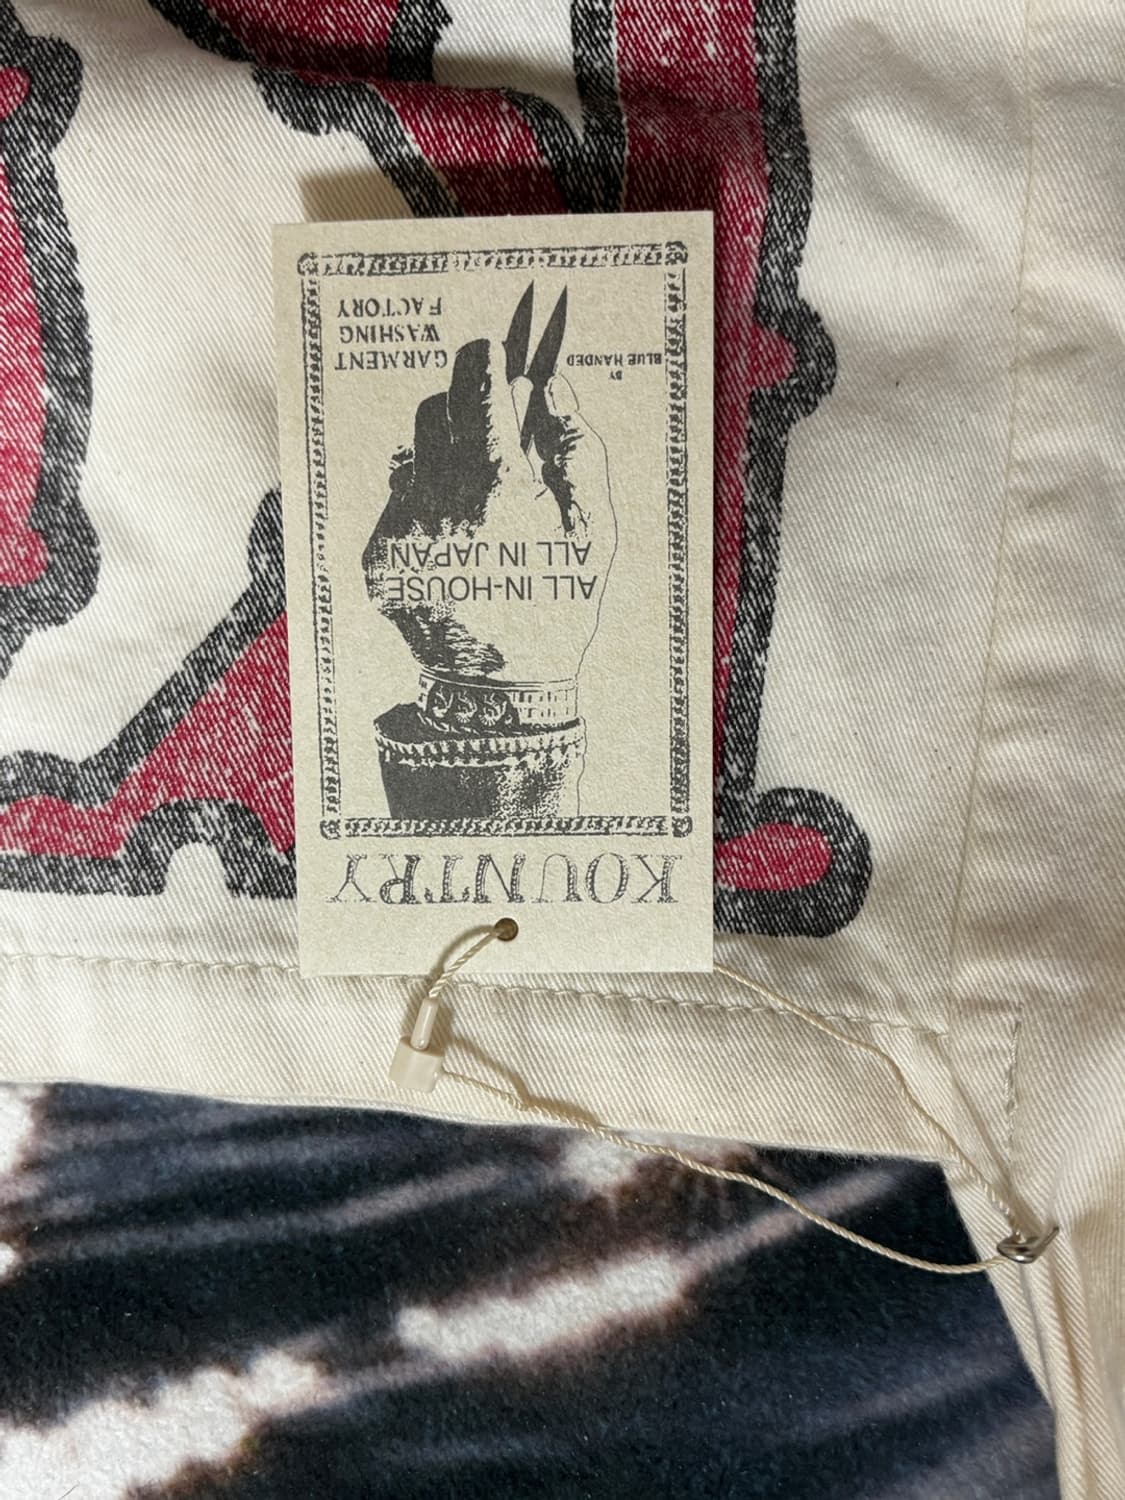 KOUNTRY
ALL IN-HOUSE
ALL IN JAPAN
BY
BLUE HANDED
GARMENT
WASHING
FACTORY